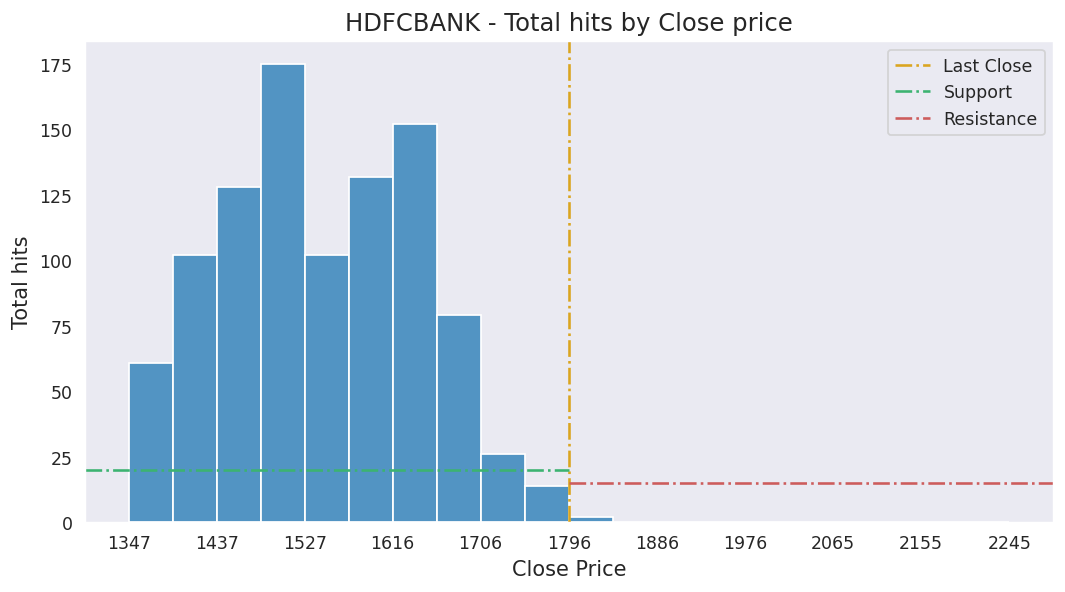 HDFCBANK - Total hits by Close price
Last Close
Support
Resistance
Total hits
175
150
125
100
75
50
25
0
1347 1437 1527 1616 1706 1796 1886 1976 2065 2155 2245
Close Price